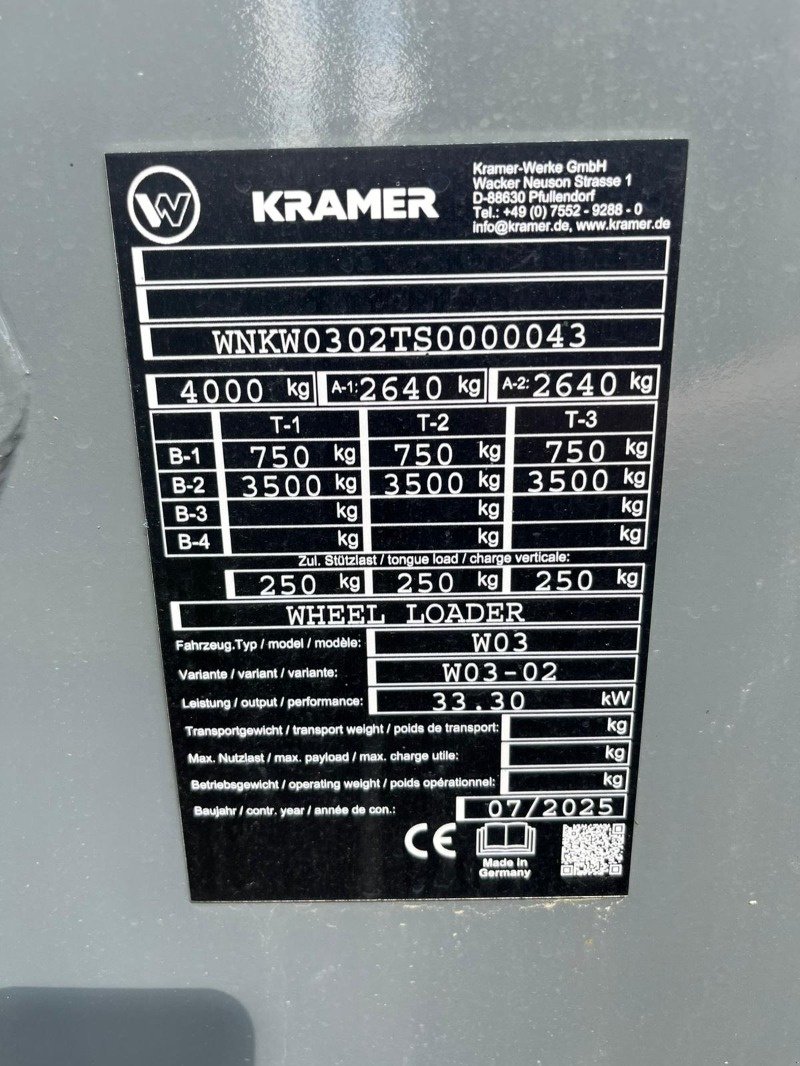 KRAMER
Kramer-Werke GmbH
Wacker Neuson Strasse 1
D-88630 Pfullendorf
Tel.: +49 (0) 7552 - 9288 - 0
info@kramer.de, www.kramer.de
WNKW0302TS0000043
4000 kg A-1: 2640 kg A-2: 2640 kg
T-1 T-2 T-3
B-1 750 kg 750 kg 750 kg
B-2 3500 kg 3500 kg 3500 kg
B-3 kg kg kg
B-4 kg kg kg
Zul. Stützlast / tongue load / charge verticale:
250 kg 250 kg 250 kg
WHEEL LOADER
Fahrzeug.Typ / model / modèle: W03
Variante / variant / variante: W03-02
Leistung / output / performance: 33.30 kW
Transportgewicht / transport weight / poids de transport: kg
Max. Nutzlast / max. payload / max. charge utile: kg
Betriebsgewicht / operating weight / poids opérationnel: kg
Baujahr / contr. year / année de con.: 07/2025
CE
Made in
Germany